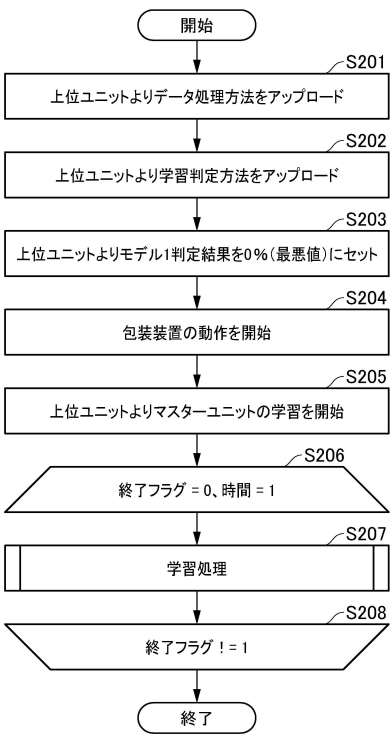 開始
S201
上位ユニットよりデータ処理方法をアップロード
S202
上位ユニットより学習判定方法をアップロード
S203
上位ユニットよりモデル1判定結果を0%(最悪値)にセット
S204
包装装置の動作を開始
S205
上位ユニットよりマスターユニットの学習を開始
S206
終了フラグ = 0、時間 = 1
S207
学習処理
S208
終了フラグ ! = 1
終了